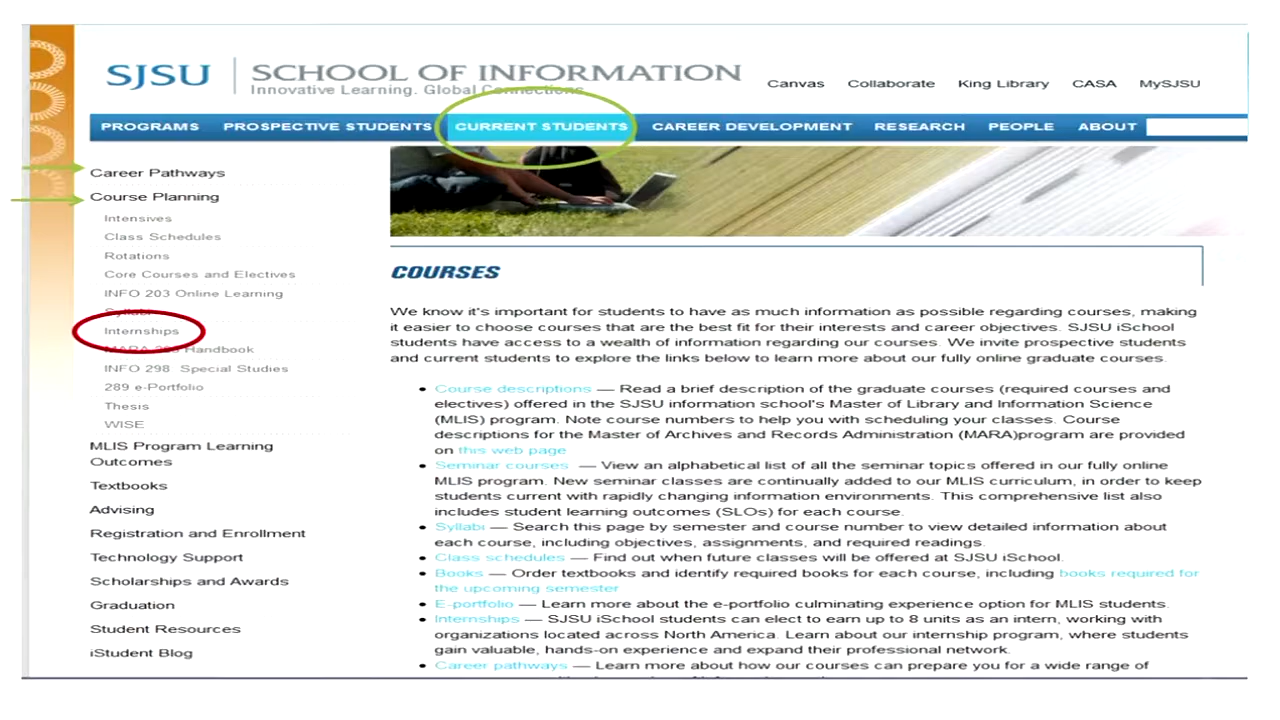 SJSU SCHOOL OF INFORMATION
Innovative Learning. Global Connections
Canvas Collaborate King Library CASA MySJSU
PROGRAMS PROSPECTIVE STUDENTS CURRENT STUDENTS CAREER DEVELOPMENT RESEARCH PEOPLE ABOUT
Career Pathways
Course Planning
Intensives
Class Schedules
Rotations
Core Courses and Electives
INFO 203 Online Learning
Syllabi
Internships
MARA 289 Handbook
INFO 298 Special Studies
289 e-Portfolio
Thesis
WISE
MLIS Program Learning
Outcomes
Textbooks
Advising
Registration and Enrollment
Technology Support
Scholarships and Awards
Graduation
Student Resources
iStudent Blog
COURSES
We know it's important for students to have as much information as possible regarding courses, making
it easier to choose courses that are the best fit for their interests and career objectives. SJSU iSchool
students have access to a wealth of information regarding our courses. We invite prospective students
and current students to explore the links below to learn more about our fully online graduate courses.
• Course descriptions — Read a brief description of the graduate courses (required courses and
electives) offered in the SJSU information school's Master of Library and Information Science
(MLIS) program. Note course numbers to help you with scheduling your classes. Course
descriptions for the Master of Archives and Records Administration (MARA)program are provided
on this web page
• Seminar courses — View an alphabetical list of all the seminar topics offered in our fully online
MLIS program. New seminar classes are continually added to our MLIS curriculum, in order to keep
students current with rapidly changing information environments. This comprehensive list also
includes student learning outcomes (SLOs) for each course.
• Syllabi — Search this page by semester and course number to view detailed information about
each course, including objectives, assignments, and required readings.
• Class schedules — Find out when future classes will be offered at SJSU iSchool.
• Books — Order textbooks and identify required books for each course, including books required for
the upcoming semester
• E-portfolio — Learn more about the e-portfolio culminating experience option for MLIS students.
• Internships — SJSU iSchool students can elect to earn up to 8 units as an intern, working with
organizations located across North America. Learn about our internship program, where students
gain valuable, hands-on experience and expand their professional network.
• Career pathways — Learn more about how our courses can prepare you for a wide range of